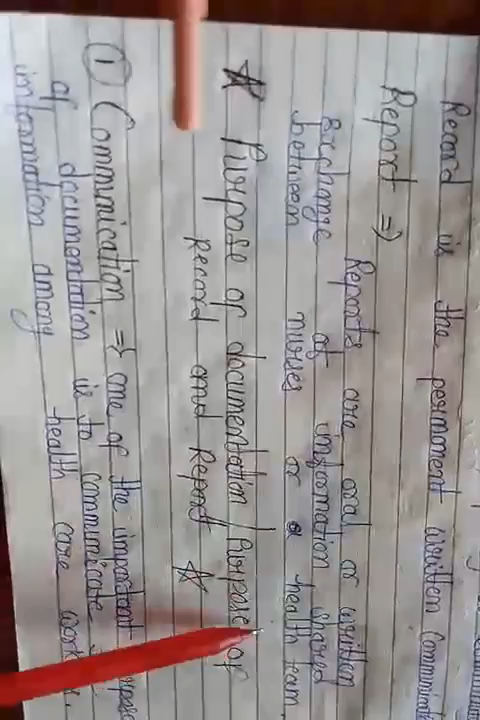 Record is the permanent written Communicat
Report ⇒
Reports are oral or written
Exchange of information shared
between nurses or a health team.
☆ Purpose of documentation / Purpose of
Record and Report ☆
① Communication ⇒ one of the important
of documentation is to communicate
information among health care workers.